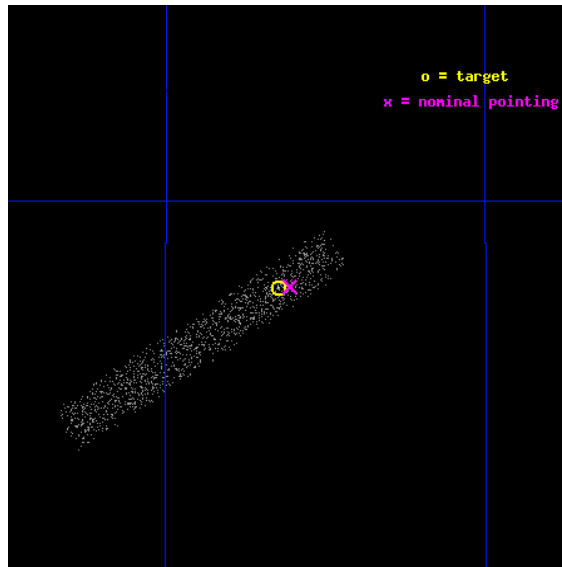 o = target
x = nominal pointing